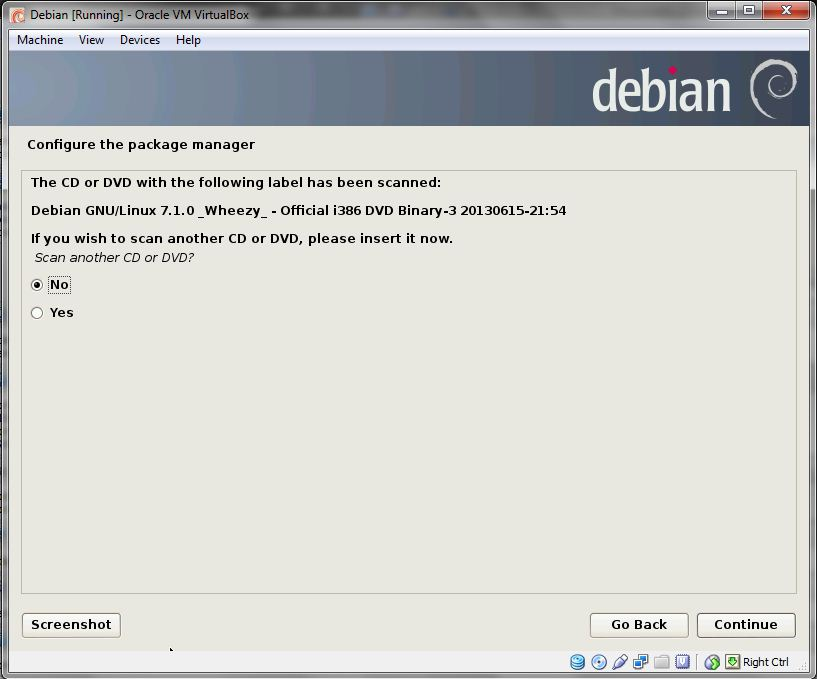 Debian [Running] - Oracle VM VirtualBox
Machine View Devices Help
debian
Configure the package manager
The CD or DVD with the following label has been scanned:
Debian GNU/Linux 7.1.0 _Wheezy_ - Official i386 DVD Binary-3 20130615-21:54
If you wish to scan another CD or DVD, please insert it now.
Scan another CD or DVD?
No
Yes
Screenshot Go Back Continue
Right Ctrl